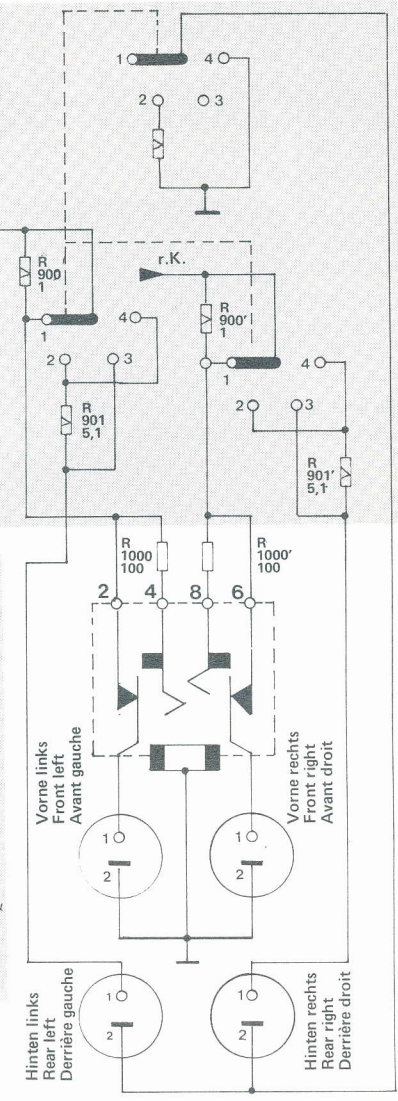 1
4
2
3
R
900
1
r.K.
R
900'
1
1
4
2
3
1
4
2
3
R
901
5,1
R
901'
5,1
R
1000
100
R
1000'
100
2
4
8
6
Vorne links
Front left
Avant gauche
Vorne rechts
Front right
Avant droit
1
2
1
2
Hinten links
Rear left
Derrière gauche
Hinten rechts
Rear right
Derrière droit
1
2
1
2